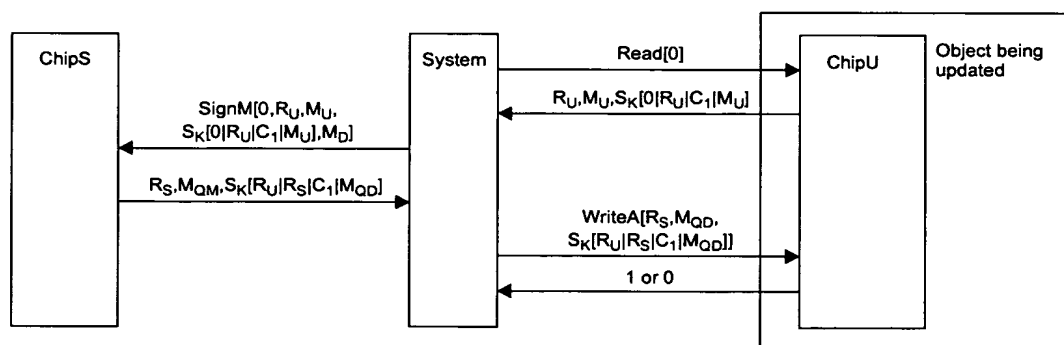 ChipS
System
ChipU
Object being
updated
Read[0]
R_U,M_U,S_K[0|R_U|C_1|M_U]
SignM[0,R_U,M_U,
S_K[0|R_U|C_1|M_U],M_D]
R_S,M_QM,S_K[R_U|R_S|C_1|M_QD]
WriteA[R_S,M_QD,
S_K[R_U|R_S|C_1|M_QD]]
1 or 0